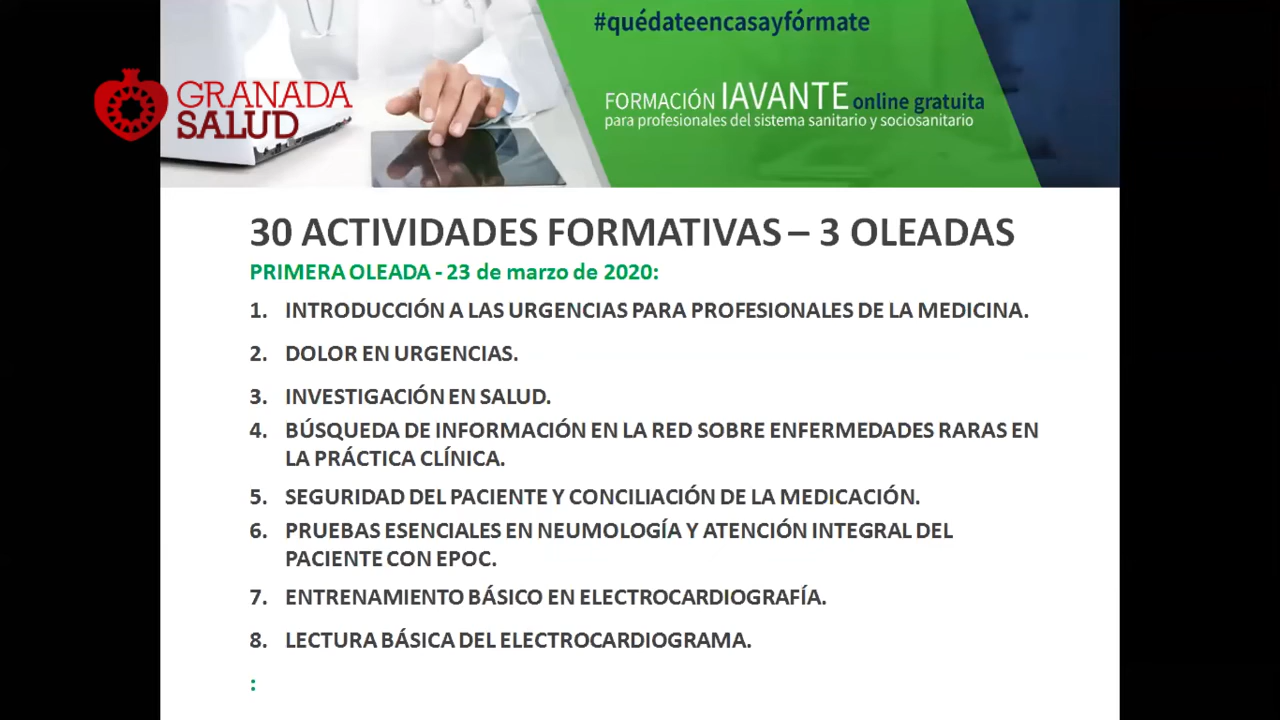 #quédateencasayfórmate
GRANADA
SALUD
FORMACIÓN IAVANTE online gratuita
para profesionales del sistema sanitario y sociosanitario
30 ACTIVIDADES FORMATIVAS – 3 OLEADAS
PRIMERA OLEADA - 23 de marzo de 2020:
1. INTRODUCCIÓN A LAS URGENCIAS PARA PROFESIONALES DE LA MEDICINA.
2. DOLOR EN URGENCIAS.
3. INVESTIGACIÓN EN SALUD.
4. BÚSQUEDA DE INFORMACIÓN EN LA RED SOBRE ENFERMEDADES RARAS EN
LA PRÁCTICA CLÍNICA.
5. SEGURIDAD DEL PACIENTE Y CONCILIACIÓN DE LA MEDICACIÓN.
6. PRUEBAS ESENCIALES EN NEUMOLOGÍA Y ATENCIÓN INTEGRAL DEL
PACIENTE CON EPOC.
7. ENTRENAMIENTO BÁSICO EN ELECTROCARDIOGRAFÍA.
8. LECTURA BÁSICA DEL ELECTROCARDIOGRAMA.
: